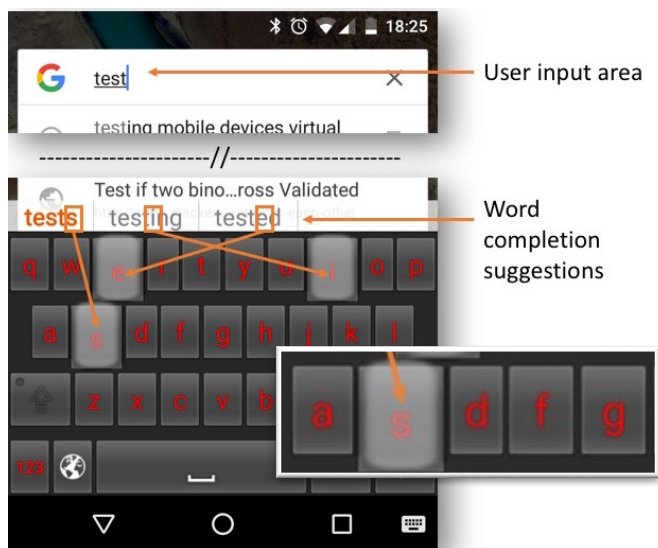 18:25
G test × User input area
testing mobile devices virtual
----------------------//----------------------
Test if two bino...ross Validated
tests testing tested
Word
completion
suggestions
q w e r t y u i o p
a s d f g h j k l
z x c v b
a s d f g
123